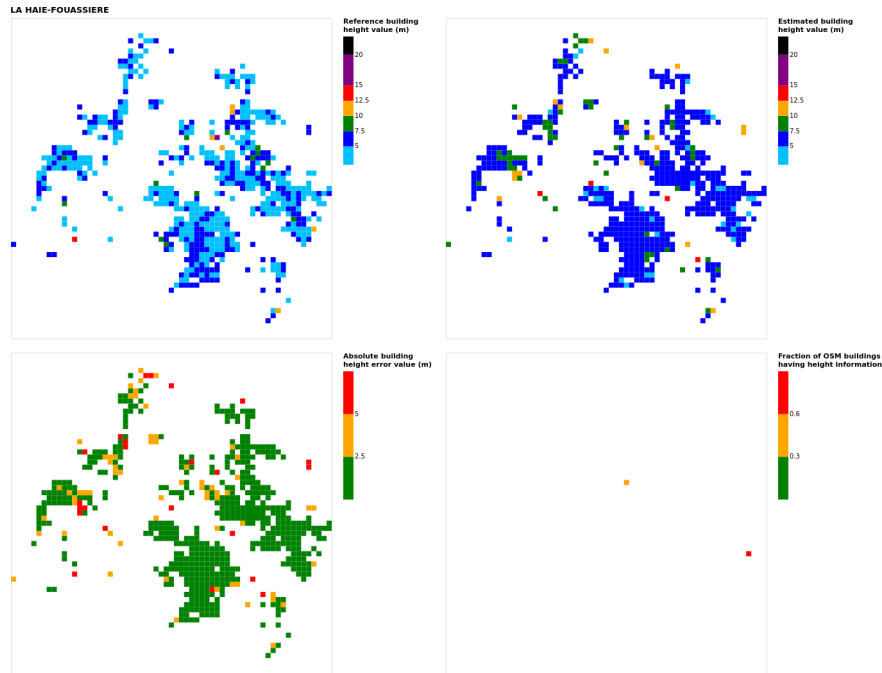 LA HAIE-FOUASSIERE
Reference building
height value (m)
20
15
12.5
10
7.5
5
Estimated building
height value (m)
20
15
12.5
10
7.5
5
Absolute building
height error value (m)
5
2.5
Fraction of OSM buildings
having height information
0.6
0.3